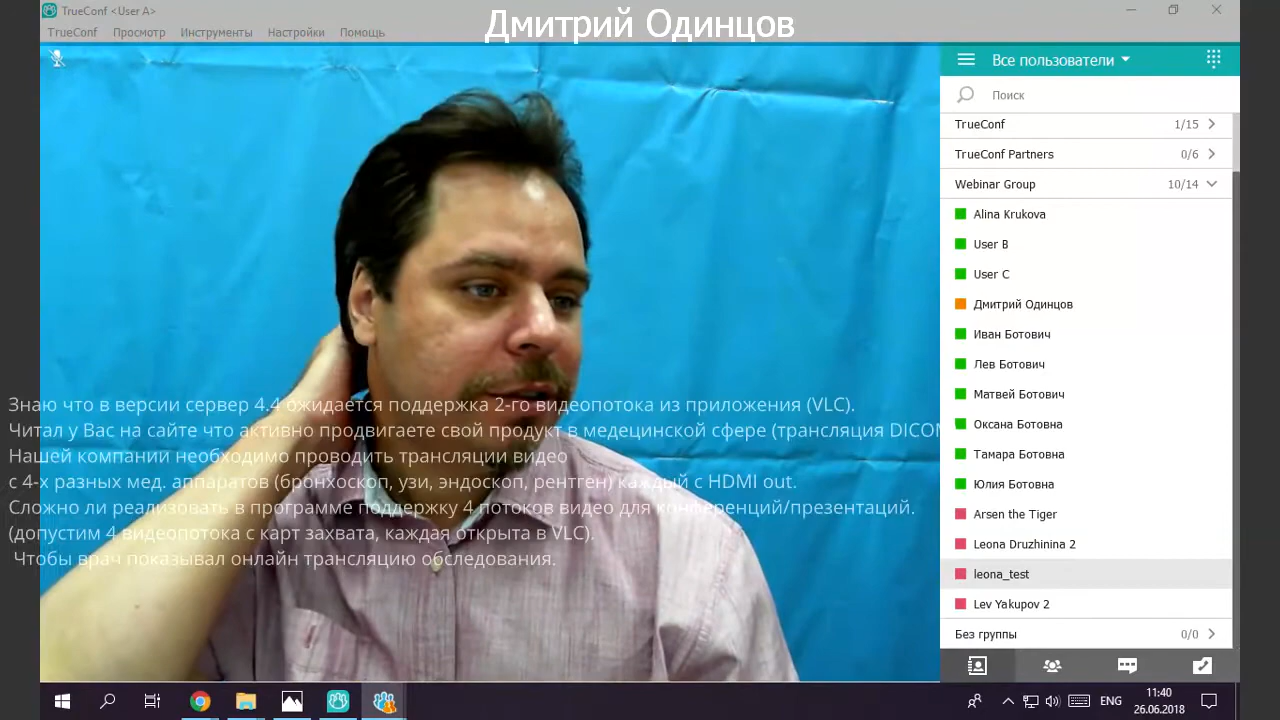 TrueConf <User A>
Дмитрий Одинцов
TrueConf Просмотр Инструменты Настройки Помощь
Все пользователи
Поиск
TrueConf 1/15
TrueConf Partners 0/6
Webinar Group 10/14
Alina Krukova
User B
User C
Дмитрий Одинцов
Иван Ботович
Лев Ботович
Матвей Ботович
Оксана Ботовна
Тамара Ботовна
Юлия Ботовна
Arsen the Tiger
Leona Druzhinina 2
leona_test
Lev Yakupov 2
Без группы 0/0
Знаю что в версии сервер 4.4 ожидается поддержка 2-го видеопотока из приложения (VLC).
Читал у Вас на сайте что активно продвигаете свой продукт в медецинской сфере (трансляция DICOM
Нашей компании необходимо проводить трансляции видео
с 4-х разных мед. аппаратов (бронхоскоп, узи, эндоскоп, рентген) каждый с HDMI out.
Сложно ли реализовать в программе поддержку 4 потоков видео для конференций/презентаций.
(допустим 4 видеопотока с карт захвата, каждая открыта в VLC).
Чтобы врач показывал онлайн трансляцию обследования.
ENG
11:40
26.06.2018